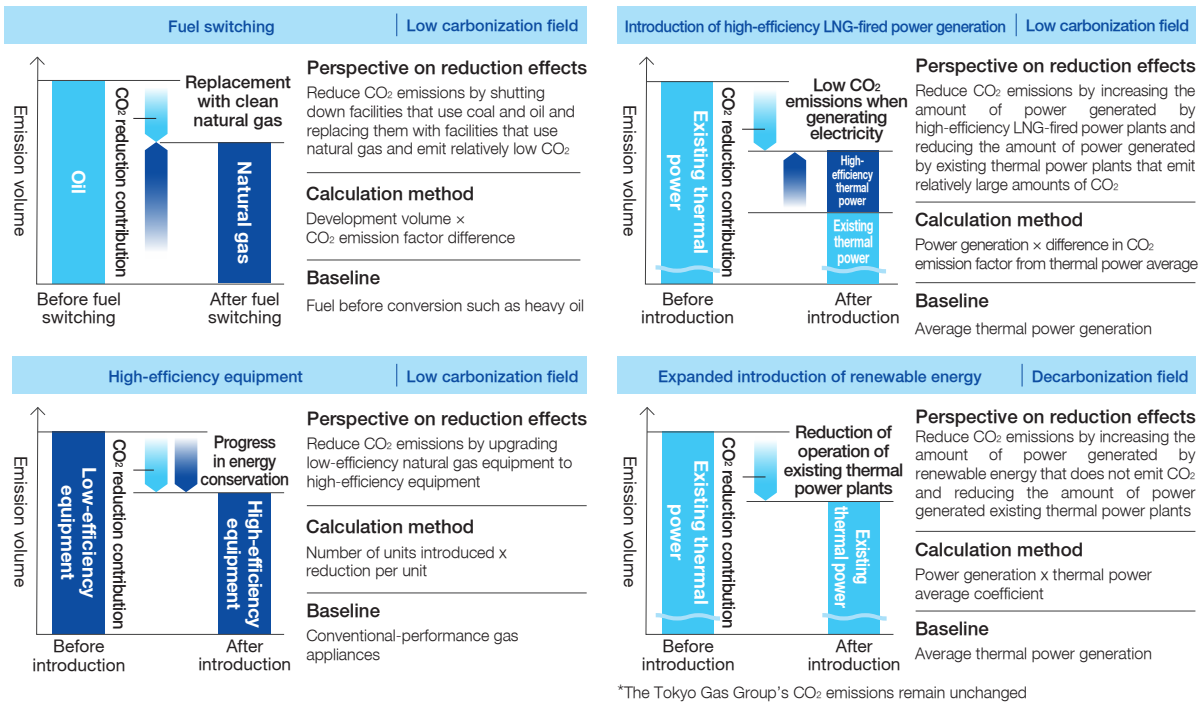 Fuel switching
Low carbonization field
Emission volume
Oil
CO2 reduction contribution
Replacement
with clean
natural gas
Natural gas
Before fuel
switching
After fuel
switching
Perspective on reduction effects
Reduce CO2 emissions by shutting
down facilities that use coal and oil and
replacing them with facilities that use
natural gas and emit relatively low CO2
Calculation method
Development volume ×
CO2 emission factor difference
Baseline
Fuel before conversion such as heavy oil
Introduction of high-efficiency LNG-fired power generation
Low carbonization field
Emission volume
Existing thermal
power
CO2 reduction contribution
Low CO2
emissions when
generating
electricity
High-
efficiency
thermal
power
Existing
thermal
power
Before
introduction
After
introduction
Perspective on reduction effects
Reduce CO2 emissions by increasing the
amount of power generated by
high-efficiency LNG-fired power plants and
reducing the amount of power generated
by existing thermal power plants that emit
relatively large amounts of CO2
Calculation method
Power generation × difference in CO2
emission factor from thermal power average
Baseline
Average thermal power generation
High-efficiency equipment
Low carbonization field
Emission volume
Low-efficiency
equipment
CO2 reduction contribution
Progress
in energy
conservation
High-efficiency
equipment
Before
introduction
After
introduction
Perspective on reduction effects
Reduce CO2 emissions by upgrading
low-efficiency natural gas equipment to
high-efficiency equipment
Calculation method
Number of units introduced x
reduction per unit
Baseline
Conventional-performance gas
appliances
Expanded introduction of renewable energy
Decarbonization field
Emission volume
Existing thermal
power
CO2 reduction contribution
Reduction of
operation of
existing thermal
power plants
Existing
thermal power
Before
introduction
After
introduction
Perspective on reduction effects
Reduce CO2 emissions by increasing the
amount of power generated by
renewable energy that does not emit CO2
and reducing the amount of power
generated existing thermal power plants
Calculation method
Power generation x thermal power
average coefficient
Baseline
Average thermal power generation
*The Tokyo Gas Group's CO2 emissions remain unchanged